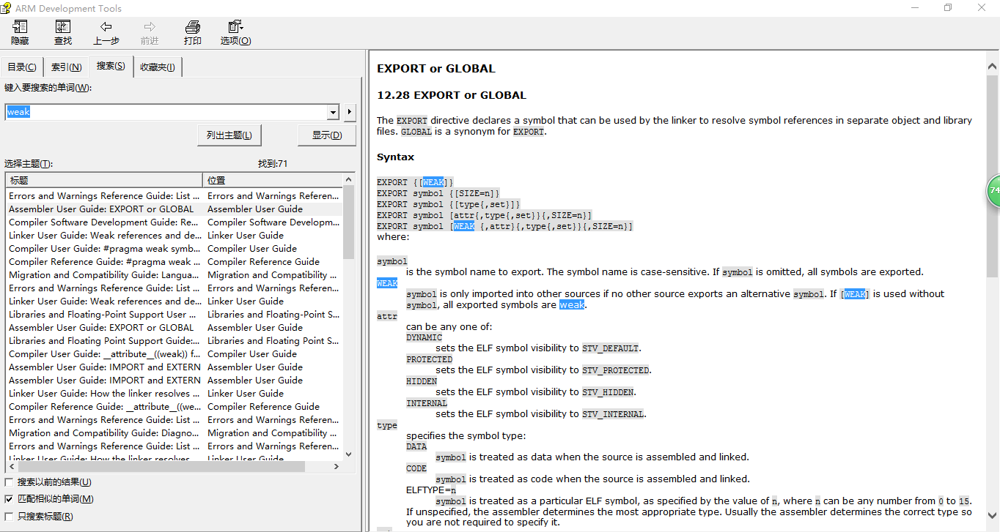 ARM Development Tools
隐藏 查找 上一步 前进 打印 选项(O)
目录(C) 索引(N) 搜索(S) 收藏夹(I)
键入要搜索的单词(W):
weak
列出主题(L) 显示(D)
选择主题(T): 找到:71
标题 位置
Errors and Warnings Reference Guide: List ... Errors and Warnings Referen...
Assembler User Guide: EXPORT or GLOBAL Assembler User Guide
Compiler Software Development Guide: Re... Compiler Software Developm...
Linker User Guide: Weak references and de... Linker User Guide
Compiler User Guide: #pragma weak symb... Compiler User Guide
Compiler Reference Guide: #pragma weak ... Compiler Reference Guide
Migration and Compatibility Guide: Langua... Migration and Compatibility ...
Errors and Warnings Reference Guide: List ... Errors and Warnings Referen...
Linker User Guide: Weak references and de... Linker User Guide
Libraries and Floating-Point Support User ... Libraries and Floating-Point S...
Assembler User Guide: EXPORT or GLOBAL Assembler User Guide
Libraries and Floating Point Support Guide:... Libraries and Floating Point S...
Compiler User Guide: __attribute__((weak)) f... Compiler User Guide
Assembler User Guide: IMPORT and EXTERN Assembler User Guide
Assembler User Guide: IMPORT and EXTERN Assembler User Guide
Linker User Guide: How the linker resolves ... Linker User Guide
Compiler Reference Guide: __attribute__((we... Compiler Reference Guide
Errors and Warnings Reference Guide: List ... Errors and Warnings Referen...
Migration and Compatibility Guide: Diagno... Migration and Compatibility ...
Errors and Warnings Reference Guide: List ... Errors and Warnings Referen...
Linker User Guide: How the linker resolves ... Linker User Guide
搜索以前的结果(U)
匹配相似的单词(M)
只搜索标题(R)
EXPORT or GLOBAL
12.28 EXPORT or GLOBAL
The EXPORT directive declares a symbol that can be used by the linker to resolve symbol references in separate object and library
files. GLOBAL is a synonym for EXPORT.
Syntax
EXPORT {[WEAK]}
EXPORT symbol {[SIZE=n]}
EXPORT symbol {[type{,set}]}
EXPORT symbol [attr{,type{,set}}{,SIZE=n}]
EXPORT symbol [WEAK {,attr}{,type{,set}}{,SIZE=n}]
where:
symbol
is the symbol name to export. The symbol name is case-sensitive. If symbol is omitted, all symbols are exported.
WEAK
symbol is only imported into other sources if no other source exports an alternative symbol. If [WEAK] is used without
symbol, all exported symbols are weak.
attr
can be any one of:
DYNAMIC
sets the ELF symbol visibility to STV_DEFAULT.
PROTECTED
sets the ELF symbol visibility to STV_PROTECTED.
HIDDEN
sets the ELF symbol visibility to STV_HIDDEN.
INTERNAL
sets the ELF symbol visibility to STV_INTERNAL.
type
specifies the symbol type:
DATA
symbol is treated as data when the source is assembled and linked.
CODE
symbol is treated as code when the source is assembled and linked.
ELFTYPE=n
symbol is treated as a particular ELF symbol, as specified by the value of n, where n can be any number from 0 to 15.
If unspecified, the assembler determines the most appropriate type. Usually the assembler determines the correct type so
you are not required to specify it.
74